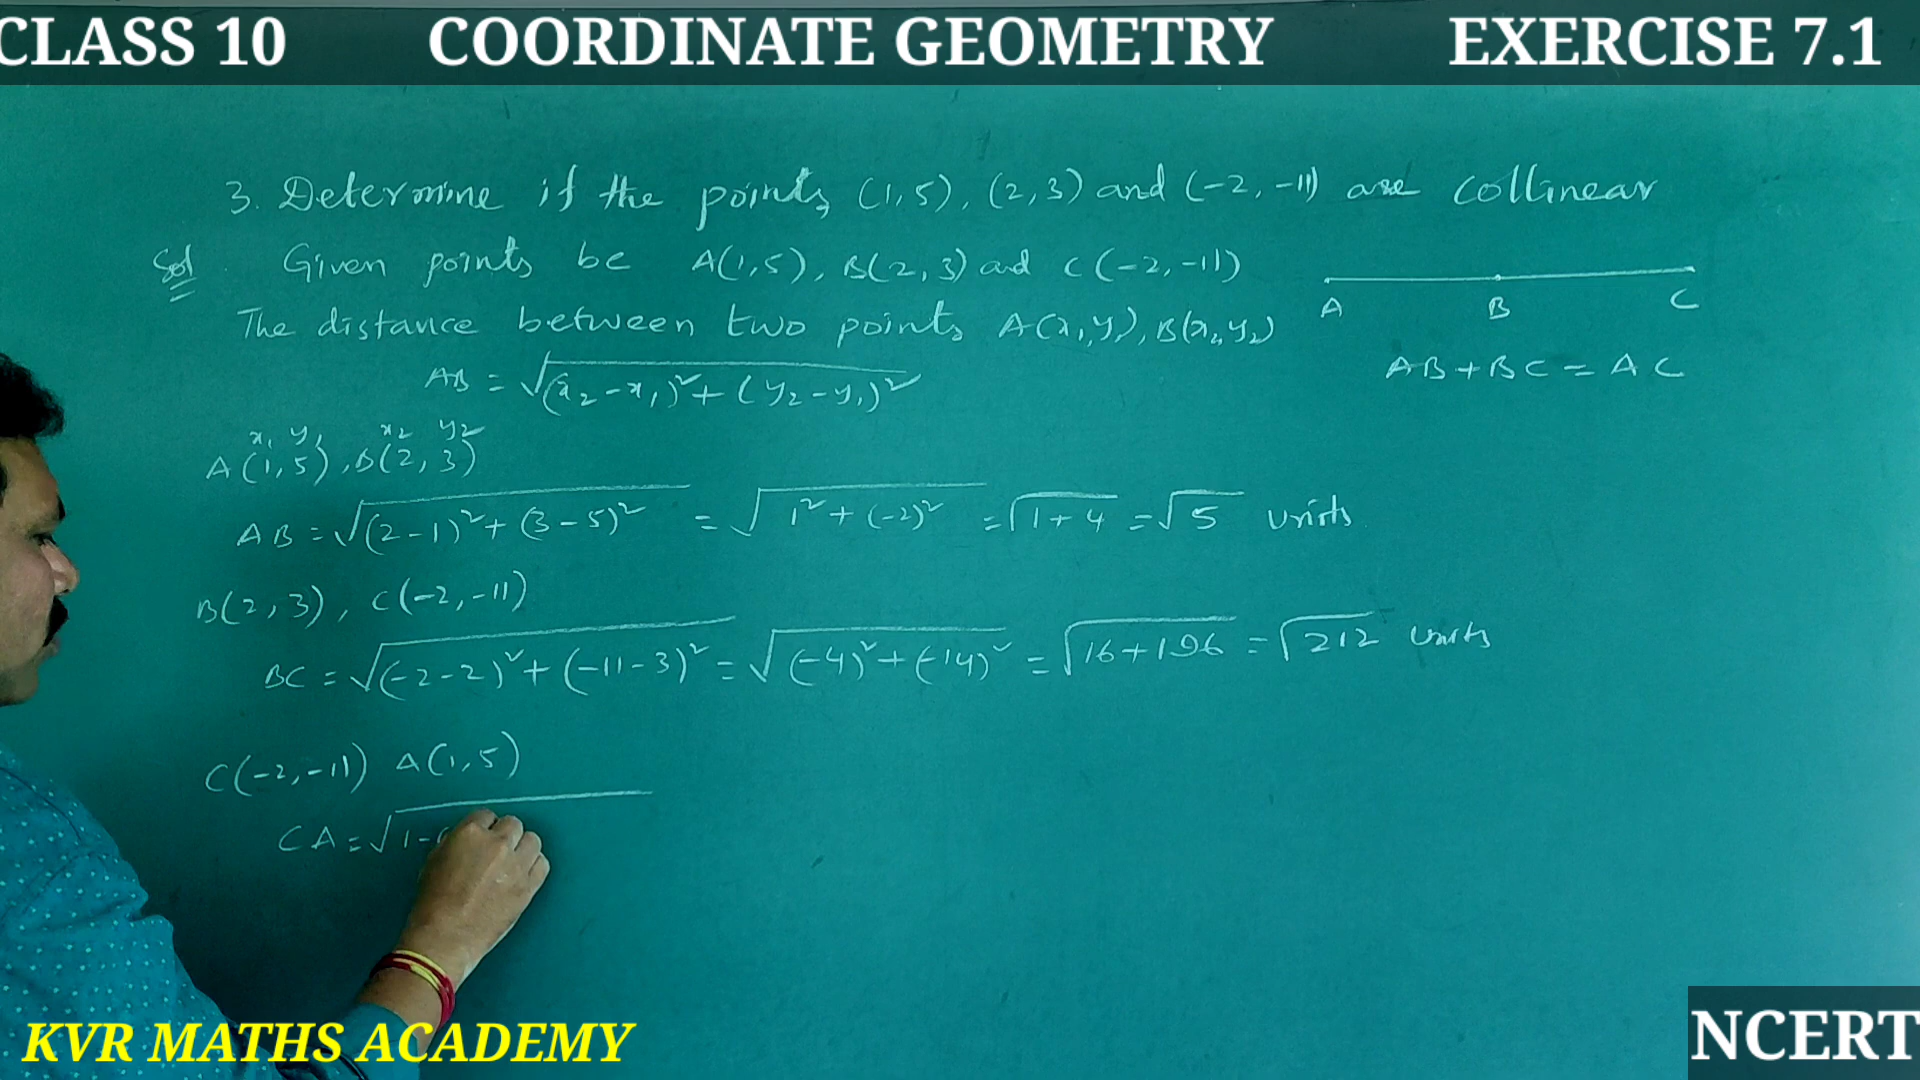 CLASS 10 COORDINATE GEOMETRY EXERCISE 7.1
3. Determine if the points (1,5), (2,3) and (-2,-11) are collinear
Sol Given points be A(1,5), B(2,3) and C(-2,-11)
A B C
The distance between two points A(x₁,y₁), B(x₂,y₂)
AB = √(x₂-x₁)²+(y₂-y₁)²
AB+BC=AC
x₁ y₁ x₂ y₂
A(1,5), B(2,3)
AB = √(2-1)²+(3-5)² = √1²+(-2)² = √1+4 = √5 units
B(2,3), C(-2,-11)
BC = √(-2-2)²+(-11-3)² = √(-4)²+(-14)² = √16+196 = √212 units
C(-2,-11) A(1,5)
CA = √1-(
KVR MATHS ACADEMY
NCERT